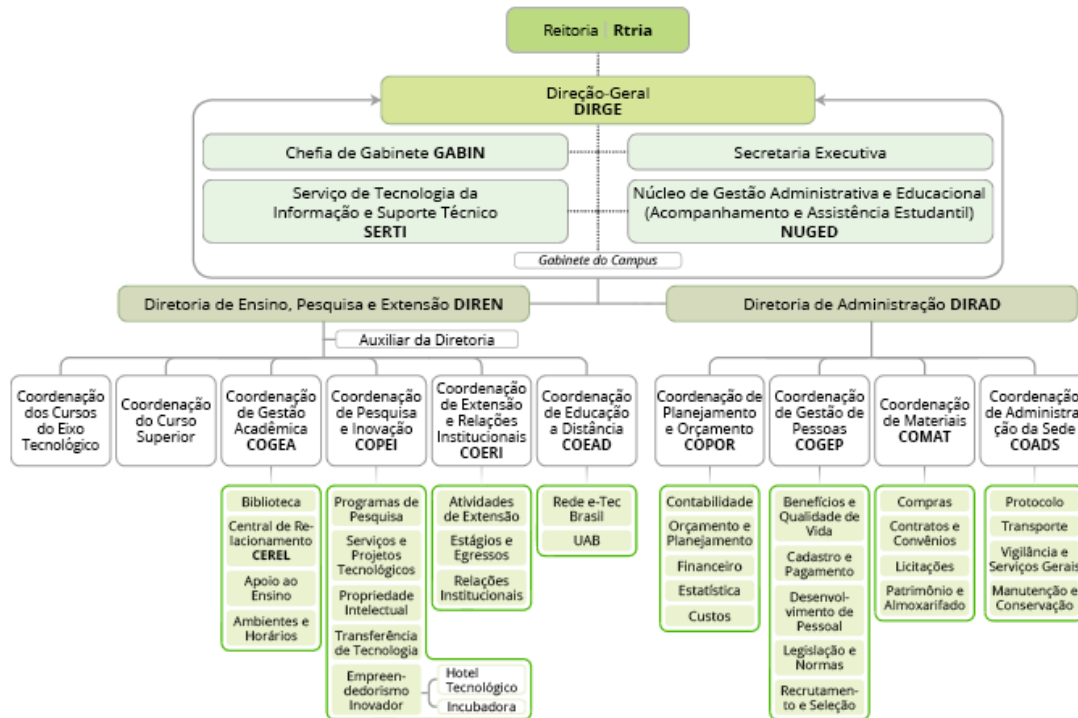 Reitoria | Rtria
Direção-Geral
DIRGE
Chefia de Gabinete GABIN
Secretaria Executiva
Serviço de Tecnologia da
Informação e Suporte Técnico
SERTI
Núcleo de Gestão Administrativa e Educacional
(Acompanhamento e Assistência Estudantil)
NUGED
Gabinete do Campus
Diretoria de Ensino, Pesquisa e Extensão DIREN
Diretoria de Administração DIRAD
Auxiliar da Diretoria
Coordenação
dos Cursos
do Eixo
Tecnológico
Coordenação
do Curso
Superior
Coordenação
de Gestão
Acadêmica
COGEA
Coordenação
de Pesquisa
e Inovação
COPEI
Coordenação
de Extensão
e Relações
Institucionais
COERI
Coordenação
de Educação
a Distância
COEAD
Coordenação de
Planejamento
e Orçamento
COPOR
Coordenação
de Gestão de
Pessoas
COGEP
Coordenação
de Materiais
COMAT
Coordenação
de Administra-
ção da Sede
COADS
Biblioteca
Central de Re-
lacionamento
CEREL
Apoio ao
Ensino
Ambientes e
Horários
Programas de
Pesquisa
Serviços e
Projetos
Tecnológicos
Propriedade
Intelectual
Transferência
de Tecnologia
Empreen-
dedorismo
Inovador
Hotel
Tecnológico
Incubadora
Atividades
de Extensão
Estágios e
Egressos
Relações
Institucionais
Rede e-Tec
Brasil
UAB
Contabilidade
Orçamento e
Planejamento
Financeiro
Estatística
Custos
Benefícios e
Qualidade de
Vida
Cadastro e
Pagamento
Desenvol-
vimento de
Pessoal
Legislação e
Normas
Recrutamen-
to e Seleção
Compras
Contratos e
Convênios
Licitações
Patrimônio e
Almoxarifado
Protocolo
Transporte
Vigilância e
Serviços Gerais
Manutenção e
Conservação